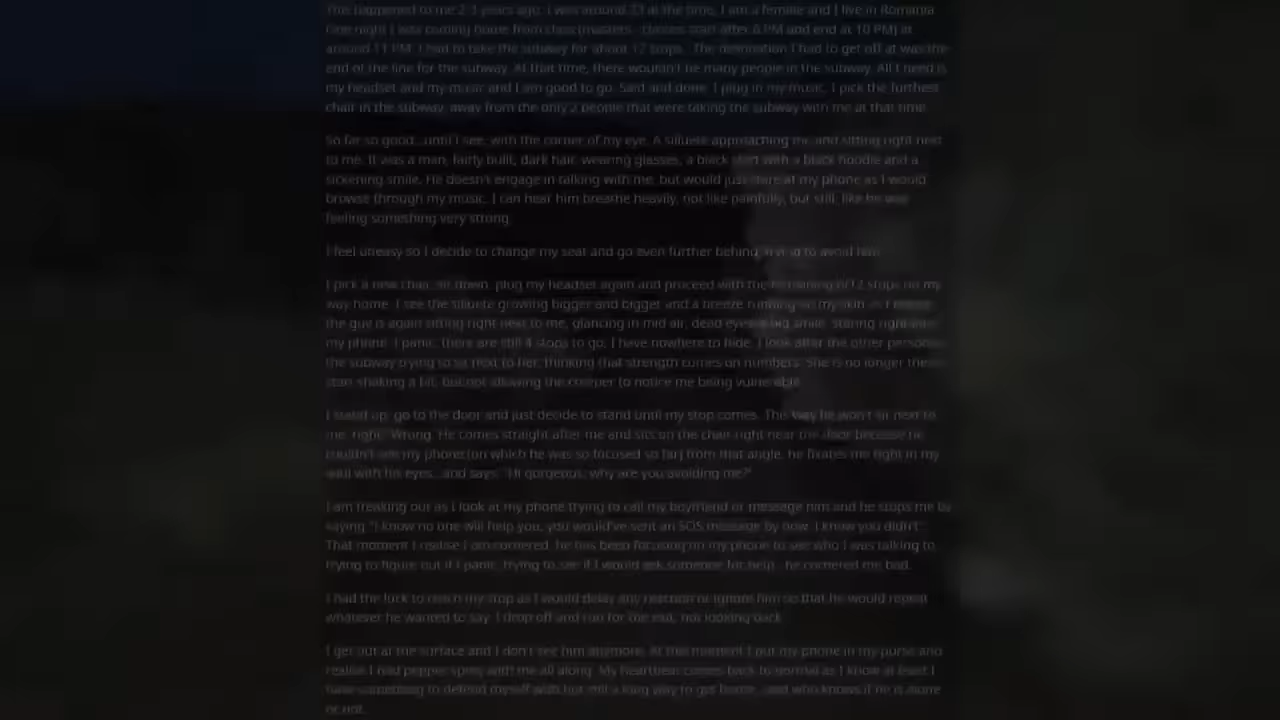 This happened to me 2-3 years ago. I was around 23 at the time. I am a female and I live in Romania.
One night I was coming home from class (masters - classes start after 6 PM and end at 10 PM) at
around 11 PM. I had to take the subway for about 12 stops. The destination I had to get off at was the
end of the line for the subway. At that time, there wouldn't be many people in the subway. All I need is
my headset and my music and I am good to go. Said and done. I plug in my music, I pick the furthest
chair in the subway, away from the only 2 people that were taking the subway with me at that time.
So far so good...until I see, with the corner of my eye. A silluete approaching me and sitting right next
to me. It was a man, fairly built, dark hair, wearing glasses, a black shirt with a black hoodie and a
sickening smile. He doesn't engage in talking with me, but would just stare at my phone as I would
browse through my music. I can hear him breathe heavily, not like painfully, but still, like he was
feeling something very strong.
I feel uneasy so I decide to change my seat and go even further behind, trying to avoid him.
I pick a new chair, sit down, plug my headset again and proceed with the remaining 6/12 stops on my
way home. I see the silluete growing bigger and bigger and a breeze running on my skin as I
the guy is again sitting right next to me, glancing in mid air, dead eyes, big smile, staring right into
my phone. I panic, there are still 4 stops to go, I have nowhere to hide. I look after the other person
the subway trying to sit next to her, thinking that strength comes on numbers. She is no longer there
start shaking a bit, but not allowing the creeper to notice me being vulnerable.
I stand up, go to the door and just decide to stand until my stop comes. This way he won't sit next to
me, right? Wrong. He comes straight after me and sits on the chair right near the door because he
couldn't see my phone (on which he was so focused so far) from that angle, he fixates me right in my
with his eyes...and says: "Hi gorgeous, why are you avoiding me?"
I am freaking out as I look at my phone trying to call my boyfriend or message him and he stops me by
saying: "I know no one will help you, you would've sent an SOS message by now. I know you didn't".
That moment I realise I am cornered, he has been focusing on my phone to see who I was talking to,
trying to figure out if I panic, trying to see if I would ask someone for help - he cornered me bad.
I had the luck to reach my stop as I would delay any reaction or ignore him so that he would repeat
whatever he wanted to say. I drop off and run for the exit, not looking back.
I get out at the surface and I don't see him anymore. At this moment I put my phone in my purse and
realise I had pepper spray with me all along. My heartbeat comes back to normal as I know at least I
have something to defend myself with but still a long way to get home...and who knows if he is alone
or not.